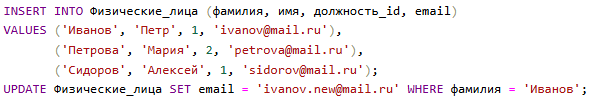 INSERT INTO Физические_лица (фамилия, имя, должность_id, email)
VALUES ('Иванов', 'Петр', 1, 'ivanov@mail.ru'),
('Петрова', 'Мария', 2, 'petrova@mail.ru'),
('Сидоров', 'Алексей', 1, 'sidorov@mail.ru');
UPDATE Физические_лица SET email = 'ivanov.new@mail.ru' WHERE фамилия = 'Иванов';